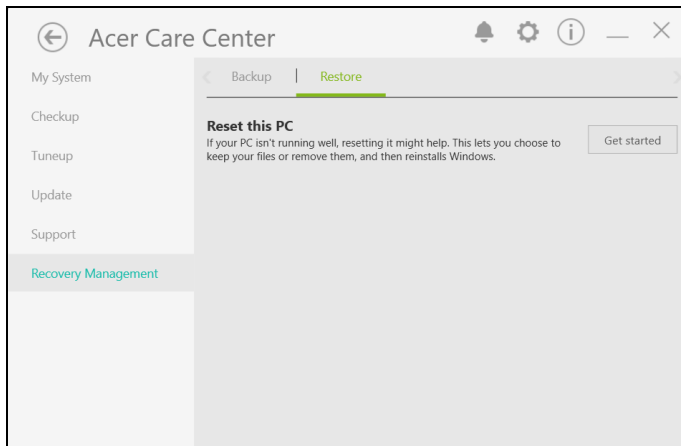 Acer Care Center
My System
Checkup
Tuneup
Update
Support
Recovery Management
Backup
Restore
Reset this PC
If your PC isn't running well, resetting it might help. This lets you choose to
keep your files or remove them, and then reinstalls Windows.
Get started